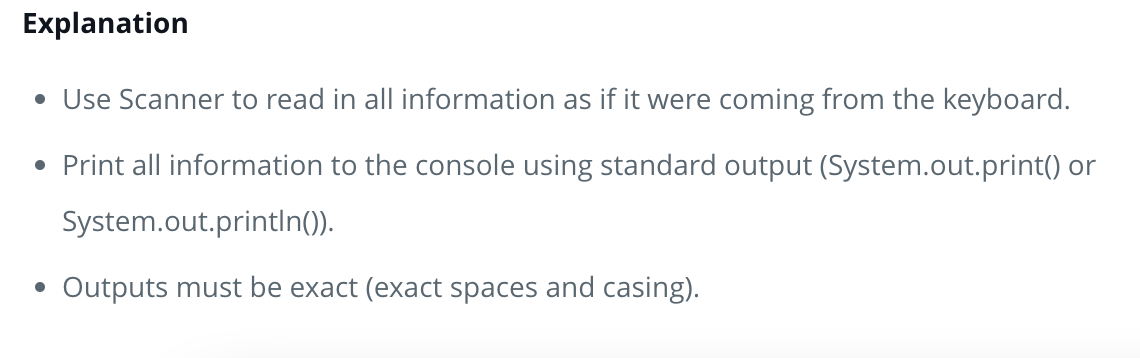 Explanation
• Use Scanner to read in all information as if it were coming from the keyboard.
• Print all information to the console using standard output (System.out.print() or
System.out.println()).
• Outputs must be exact (exact spaces and casing).